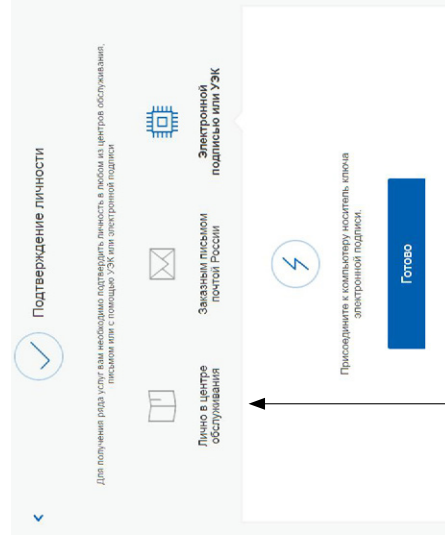 Подтверждение личности
Для получения ряда услуг вам необходимо подтвердить личность в любом из центров обслуживания,
письмом или с помощью УЭК или электронной подписи
Лично в центре
обслуживания
Заказным письмом
почтой России
Электронной
подписью или УЭК
Присоедините к компьютеру носитель ключа
электронной подписи.
Готово